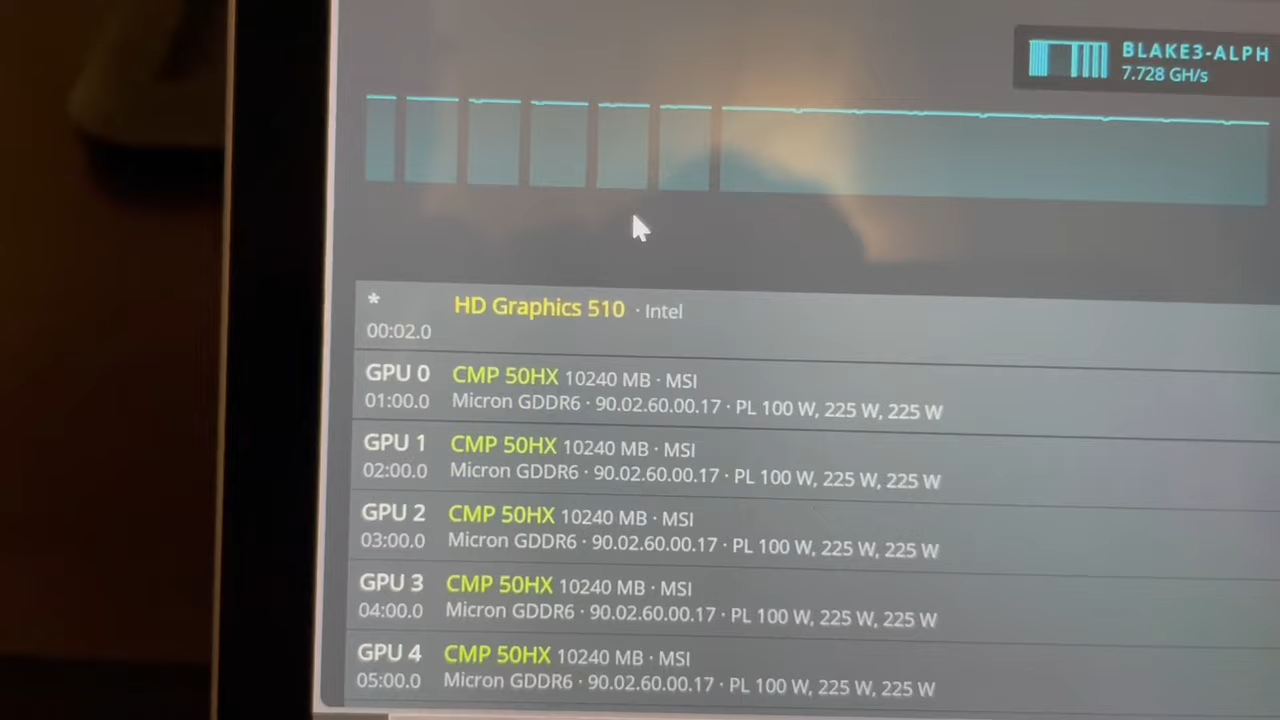 BLAKE3-ALPH
7.728 GH/s
* HD Graphics 510 · Intel
00:02.0
GPU 0 CMP 50HX 10240 MB · MSI
01:00.0 Micron GDDR6 · 90.02.60.00.17 · PL 100 W, 225 W, 225 W
GPU 1 CMP 50HX 10240 MB · MSI
02:00.0 Micron GDDR6 · 90.02.60.00.17 · PL 100 W, 225 W, 225 W
GPU 2 CMP 50HX 10240 MB · MSI
03:00.0 Micron GDDR6 · 90.02.60.00.17 · PL 100 W, 225 W, 225 W
GPU 3 CMP 50HX 10240 MB · MSI
04:00.0 Micron GDDR6 · 90.02.60.00.17 · PL 100 W, 225 W, 225 W
GPU 4 CMP 50HX 10240 MB · MSI
05:00.0 Micron GDDR6 · 90.02.60.00.17 · PL 100 W, 225 W, 225 W